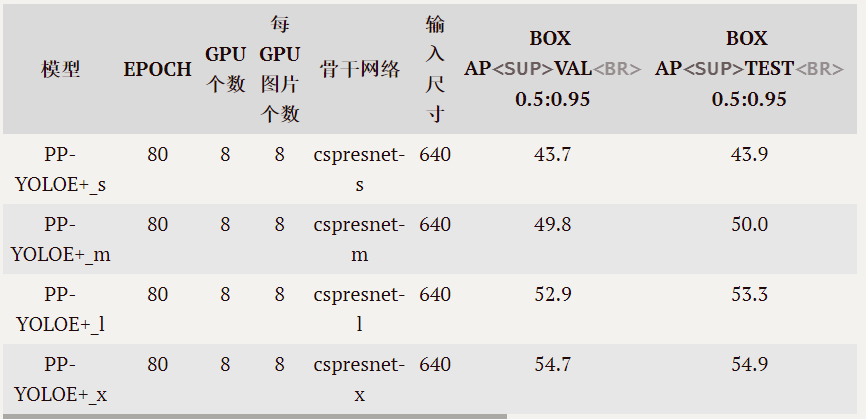 模型 EPOCH GPU个数 每GPU图片个数 骨干网络 输入尺寸 BOX AP<SUP>VAL<BR> 0.5:0.95 BOX AP<SUP>TEST<BR> 0.5:0.95
PP-YOLOE+_s 80 8 8 cspresnet-s 640 43.7 43.9
PP-YOLOE+_m 80 8 8 cspresnet-m 640 49.8 50.0
PP-YOLOE+_l 80 8 8 cspresnet-l 640 52.9 53.3
PP-YOLOE+_x 80 8 8 cspresnet-x 640 54.7 54.9